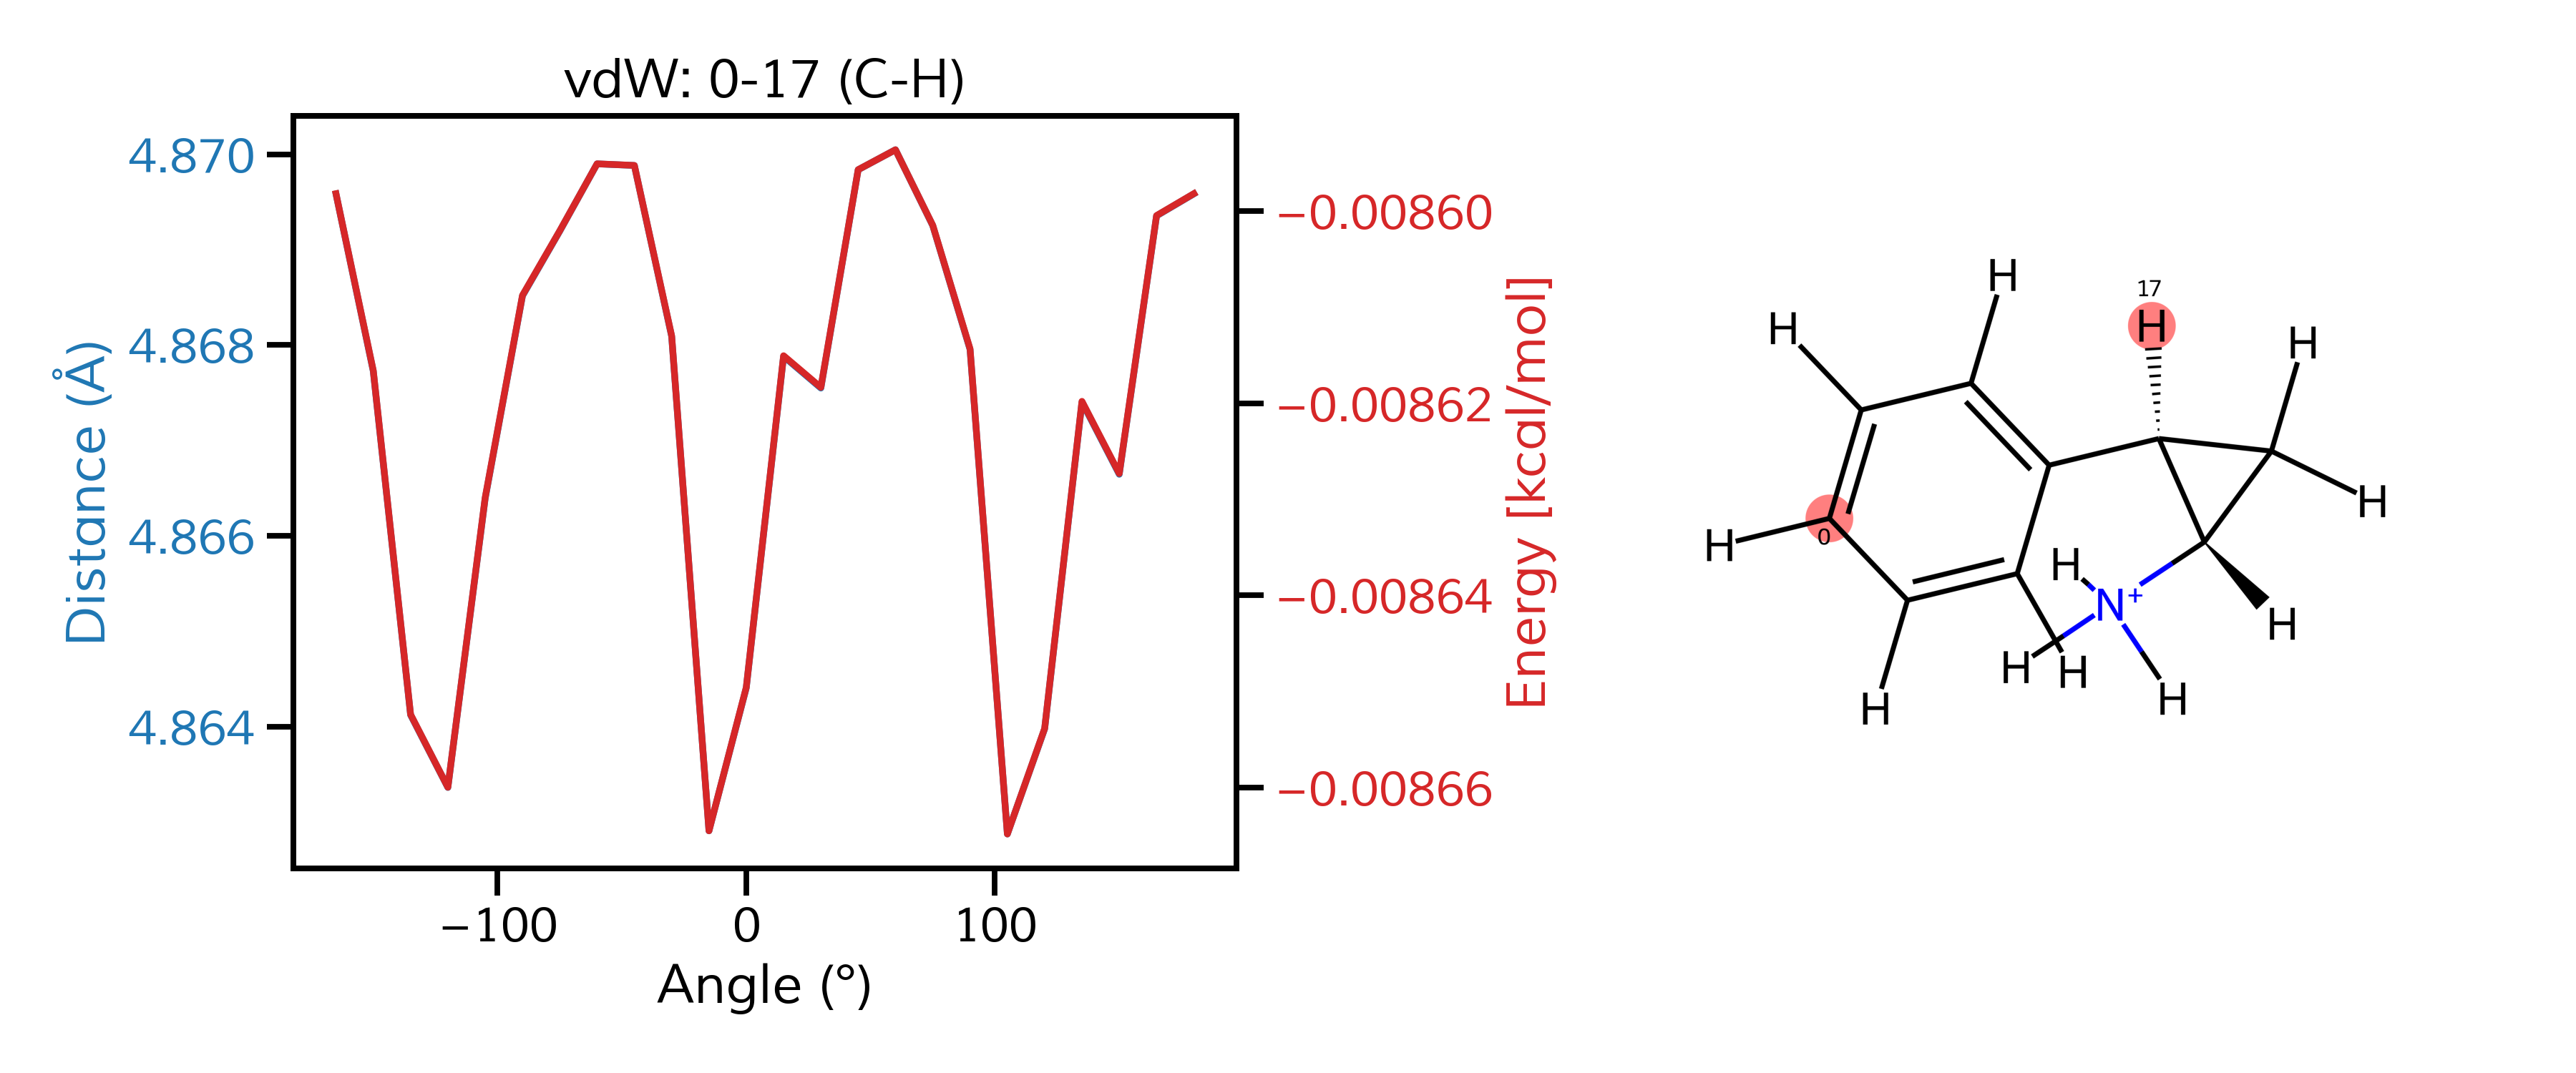 vdW: 0-17 (C-H)
4.870
4.868
4.866
4.864
Distance (Å)
−0.00860
−0.00862
−0.00864
−0.00866
Energy [kcal/mol]
−100
0
100
Angle (°)
H
17
H
H
H
H
H
0
H
H
N+
H
H
H
H
H